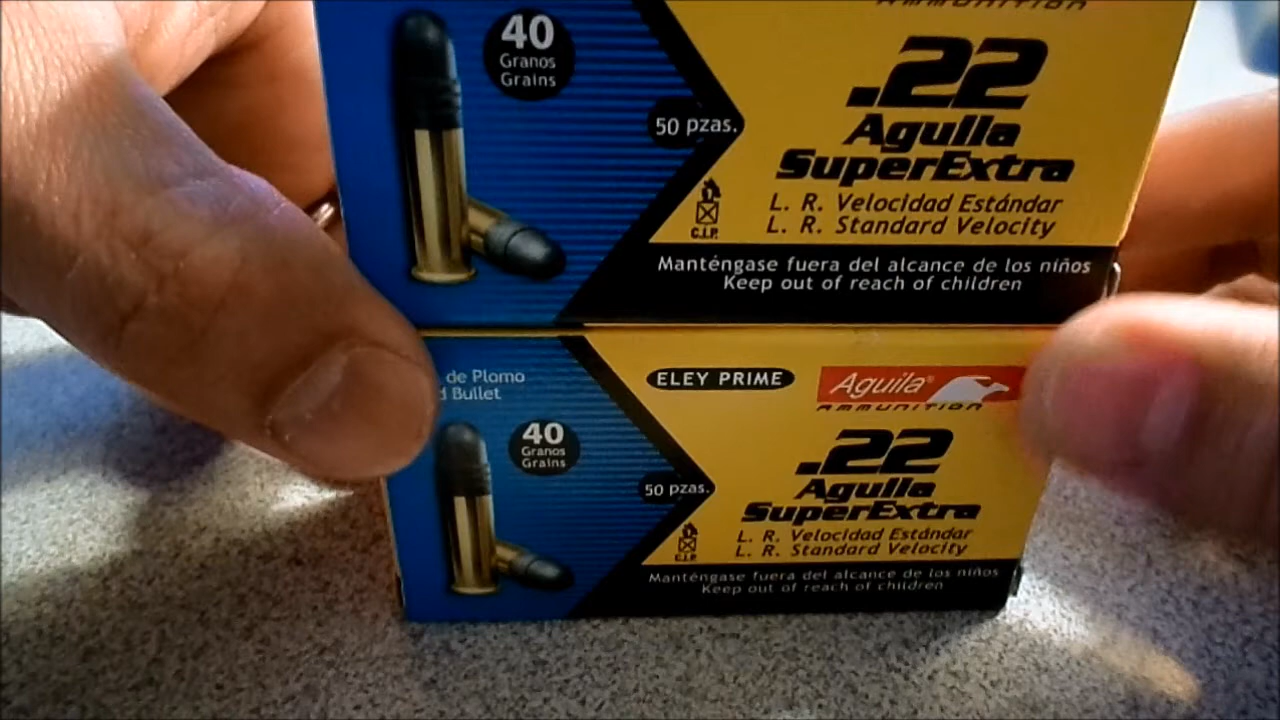 AMMUNITION
40
Granos
Grains
50 pzas.
.22
Aguila
SuperExtra
L. R. Velocidad Estándar
L. R. Standard Velocity
C.I.P.
Manténgase fuera del alcance de los niños
Keep out of reach of children
de Plomo
Bullet
ELEY PRIME
Aguila®
AMMUNITION
40
Granos
Grains
50 pzas.
.22
Aguila
SuperExtra
L. R. Velocidad Estándar
L. R. Standard Velocity
C.I.P.
Manténgase fuera del alcance de los niños
Keep out of reach of children